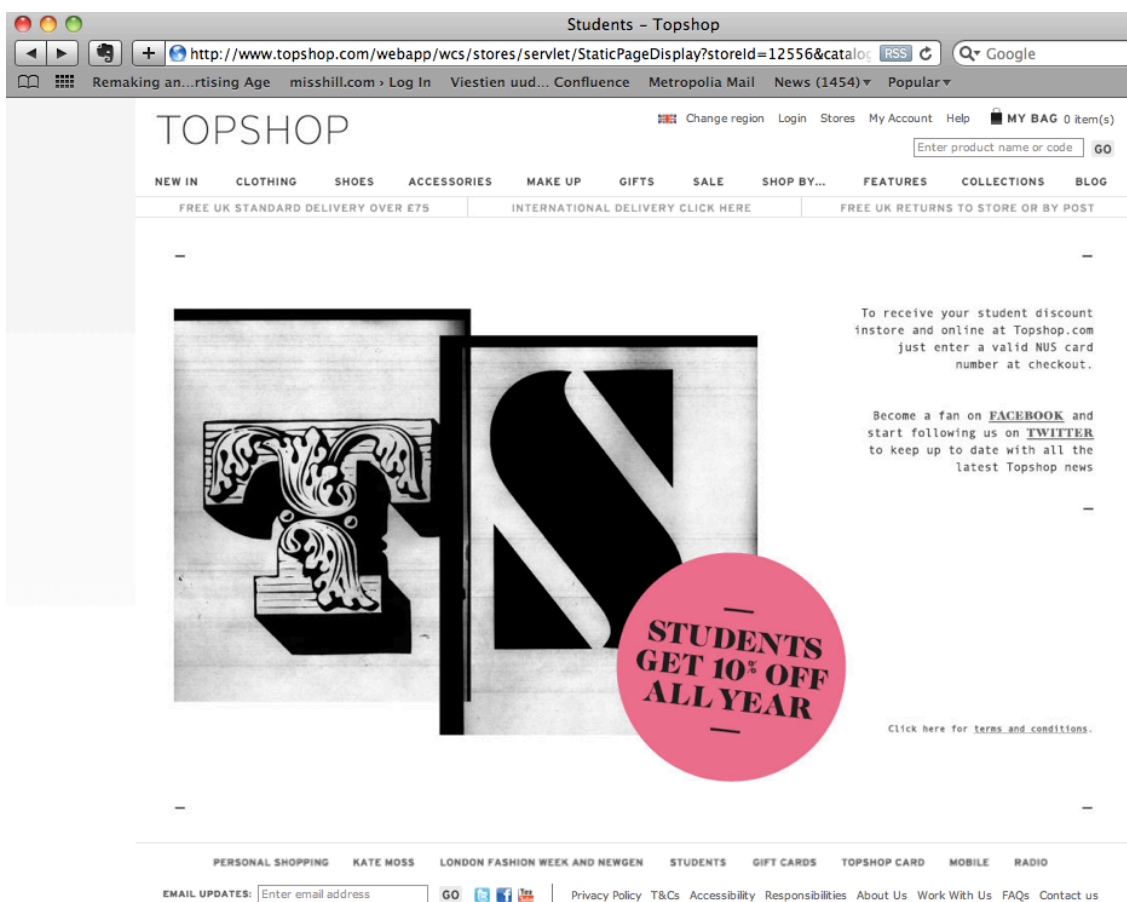 Students – Topshop
http://www.topshop.com/webapp/wcs/stores/servlet/StaticPageDisplay?storeId=12556&catalog RSS Google
Remaking an...rtising Age misshill.com › Log In Viestien uud... Confluence Metropolia Mail News (1454) Popular
TOPSHOP
Change region Login Stores My Account Help MY BAG 0 item(s)
Enter product name or code GO
NEW IN CLOTHING SHOES ACCESSORIES MAKE UP GIFTS SALE SHOP BY... FEATURES COLLECTIONS BLOG
FREE UK STANDARD DELIVERY OVER £75 INTERNATIONAL DELIVERY CLICK HERE FREE UK RETURNS TO STORE OR BY POST
To receive your student discount
instore and online at Topshop.com
just enter a valid NUS card
number at checkout.
Become a fan on FACEBOOK and
start following us on TWITTER
to keep up to date with all the
latest Topshop news
T S
STUDENTS
GET 10% OFF
ALL YEAR
Click here for terms and conditions.
PERSONAL SHOPPING KATE MOSS LONDON FASHION WEEK AND NEWGEN STUDENTS GIFT CARDS TOPSHOP CARD MOBILE RADIO
EMAIL UPDATES: Enter email address GO You Privacy Policy T&Cs Accessibility Responsibilities About Us Work With Us FAQs Contact us